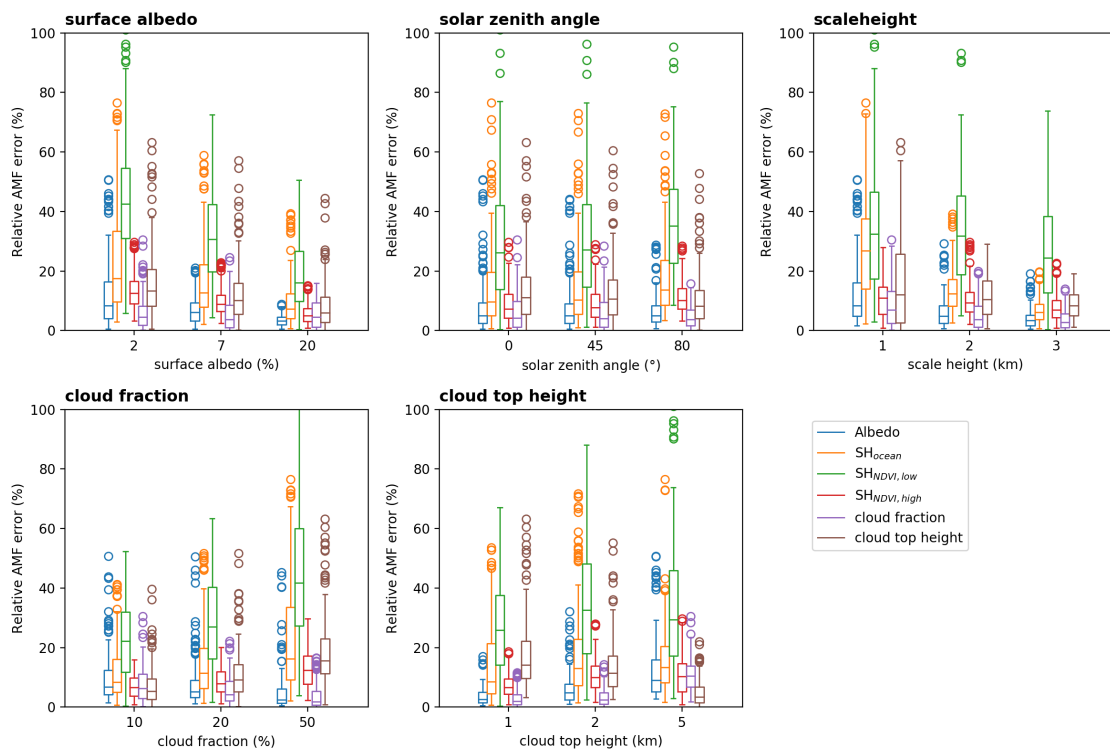 surface albedo
Relative AMF error (%)
100
80
60
40
20
0
2 7 20
surface albedo (%)
solar zenith angle
Relative AMF error (%)
100
80
60
40
20
0
0 45 80
solar zenith angle (°)
scaleheight
Relative AMF error (%)
100
80
60
40
20
0
1 2 3
scale height (km)
cloud fraction
Relative AMF error (%)
100
80
60
40
20
0
10 20 50
cloud fraction (%)
cloud top height
Relative AMF error (%)
100
80
60
40
20
0
1 2 5
cloud top height (km)
Albedo
SH_ocean
SH_NDVI, low
SH_NDVI, high
cloud fraction
cloud top height